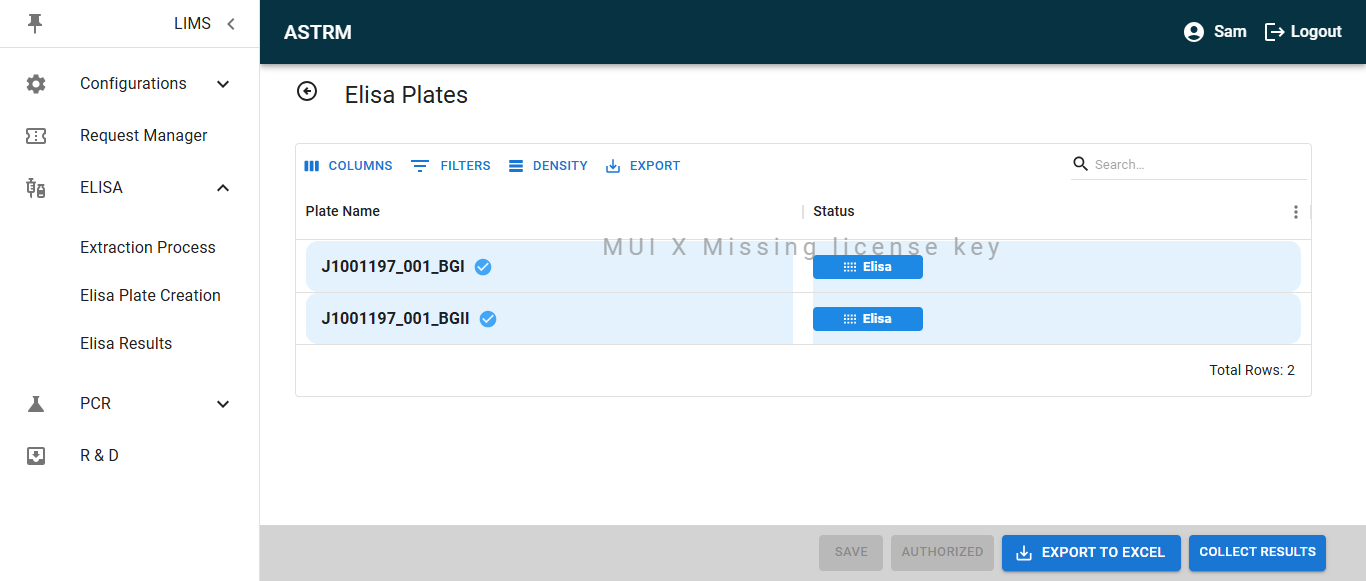 LIMS
ASTRM
Sam
Logout
Configurations
Request Manager
ELISA
Extraction Process
Elisa Plate Creation
Elisa Results
PCR
R & D
Elisa Plates
COLUMNS
FILTERS
DENSITY
EXPORT
Search...
Plate Name
Status
MUI X Missing license key
J1001197_001_BGI
Elisa
J1001197_001_BGII
Elisa
Total Rows: 2
SAVE
AUTHORIZED
EXPORT TO EXCEL
COLLECT RESULTS